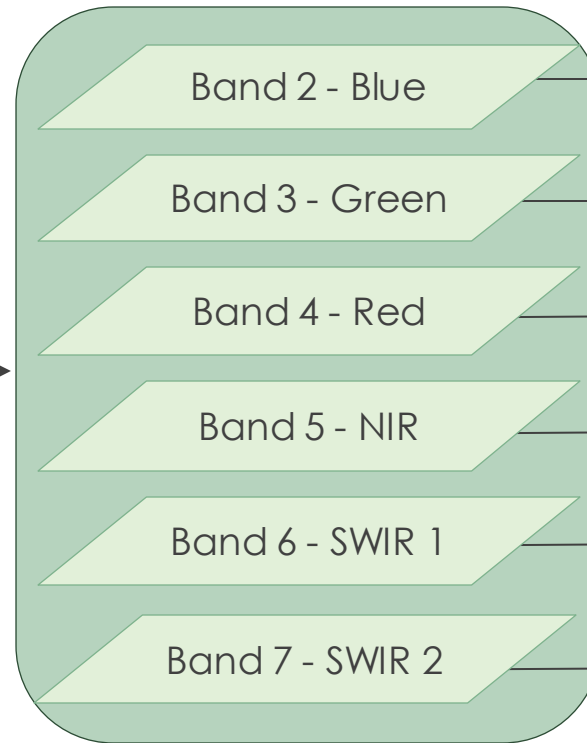 Band 2 - Blue
Band 3 - Green
Band 4 - Red
Band 5 - NIR
Band 6 - SWIR 1
Band 7 - SWIR 2